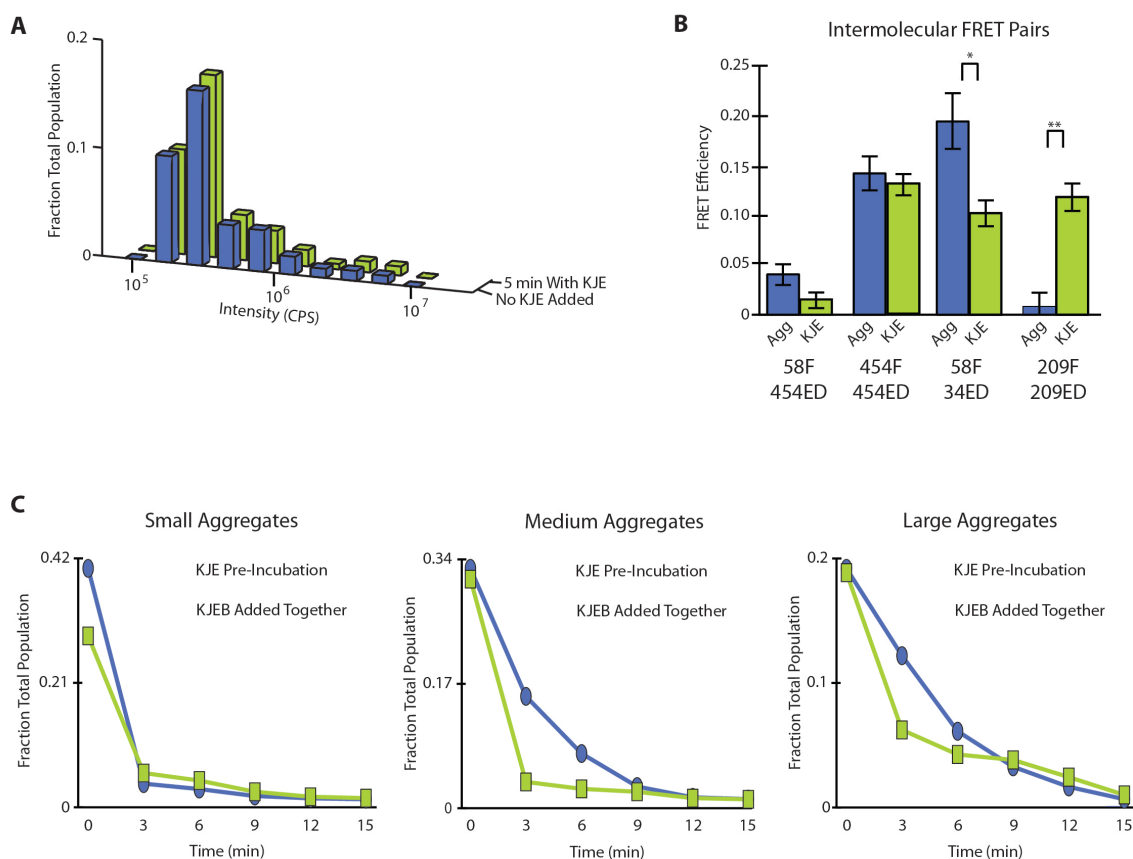 A
0.2
0.1
0
Fraction Total Population
10^5
10^6
10^7
Intensity (CPS)
5 min With KJE
No KJE Added
B
Intermolecular FRET Pairs
0.25
0.20
0.15
0.10
0.05
0
FRET Efficiency
*
**
Agg KJE Agg KJE Agg KJE Agg KJE
58F 454F 58F 209F
454ED 454ED 34ED 209ED
C
Small Aggregates
0.42
0.21
0
Fraction Total Population
KJE Pre-Incubation
KJEB Added Together
0 3 6 9 12 15
Time (min)
Medium Aggregates
0.34
0.17
0
Fraction Total Population
KJE Pre-Incubation
KJEB Added Together
0 3 6 9 12 15
Time (min)
Large Aggregates
0.2
0.1
0
Fraction Total Population
KJE Pre-Incubation
KJEB Added Together
0 3 6 9 12 15
Time (min)